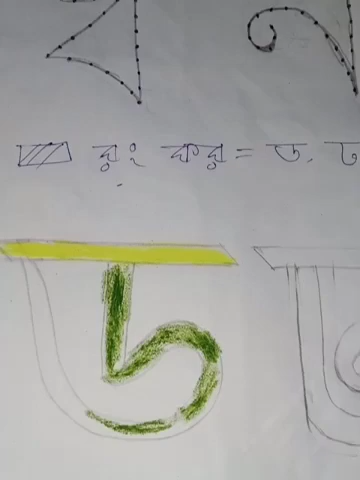 রং কর = ড, ঢ
ড